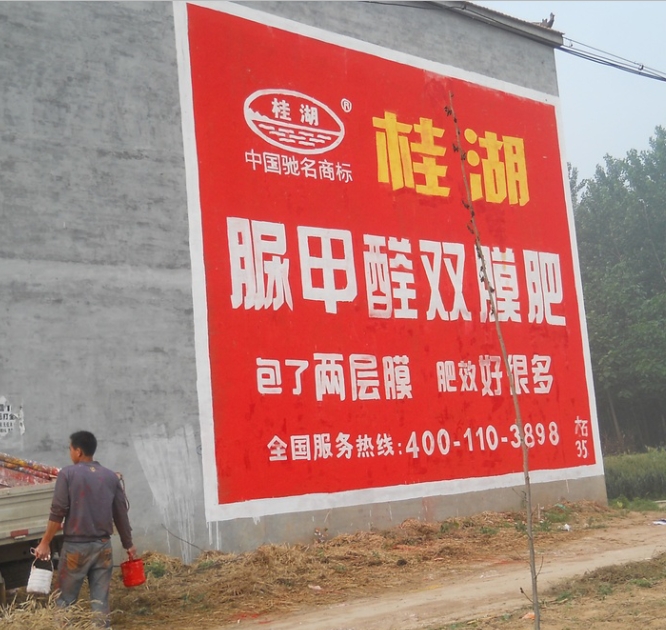 桂湖®
中国驰名商标
桂湖
脲甲醛双膜肥
包了两层膜 肥效好很多
全国服务热线:400-110-3898
35